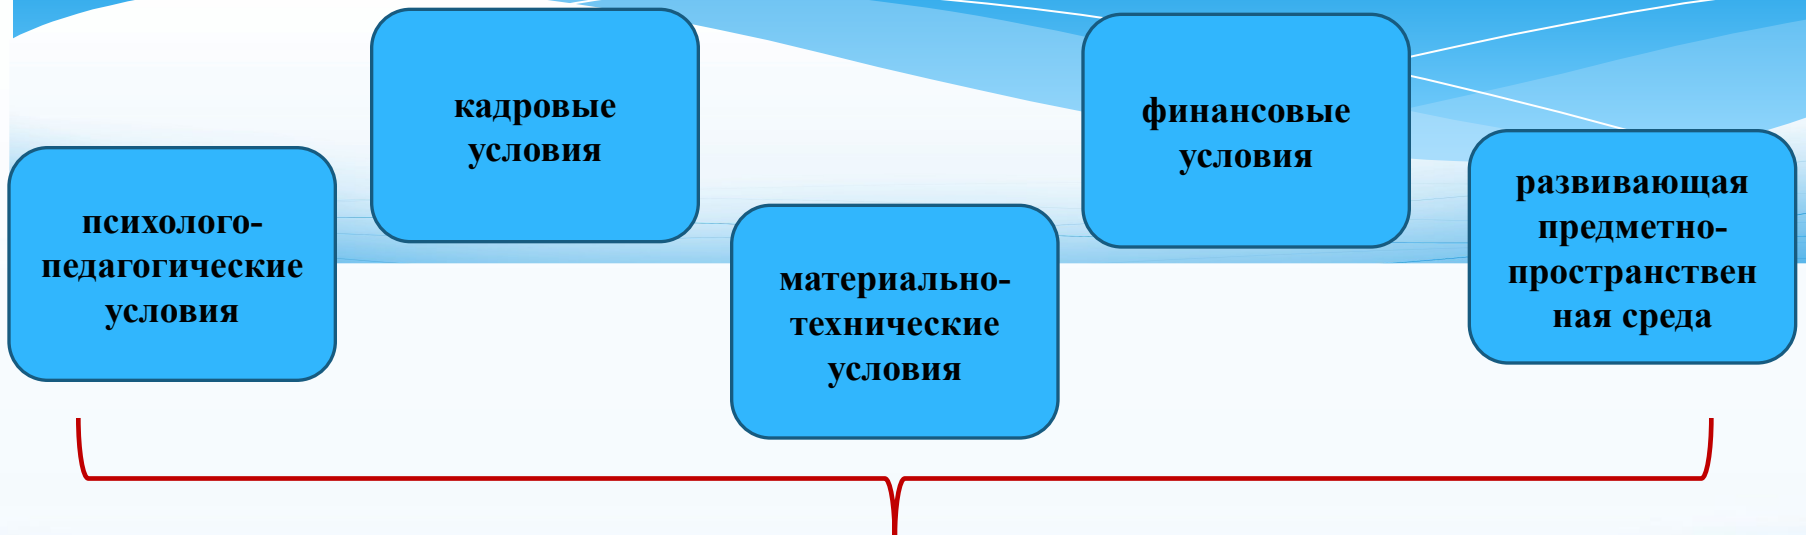 психолого-
педагогические
условия
кадровые
условия
материально-
технические
условия
финансовые
условия
развивающая
предметно-
пространствен
ная среда